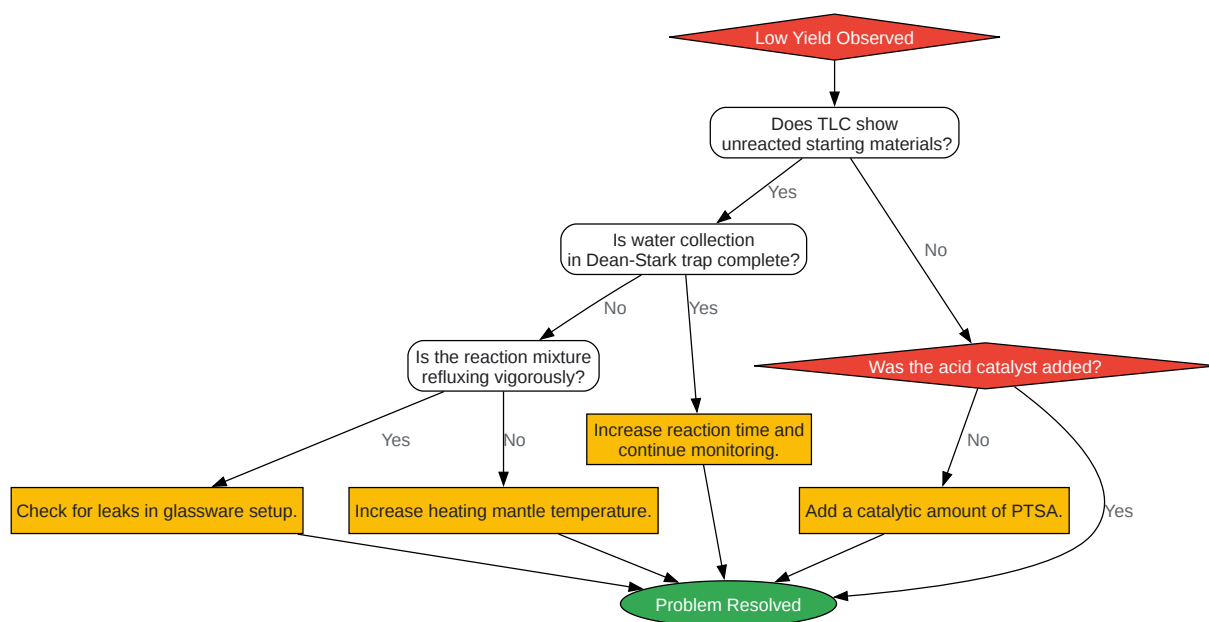 Low Yield Observed
Does TLC show
unreacted starting materials?
Yes
No
Is water collection
in Dean-Stark trap complete?
No
Yes
Is the reaction mixture
refluxing vigorously?
Was the acid catalyst added?
Yes
No
Increase reaction time and
continue monitoring.
No
Yes
Check for leaks in glassware setup.
Increase heating mantle temperature.
Add a catalytic amount of PTSA.
Problem Resolved